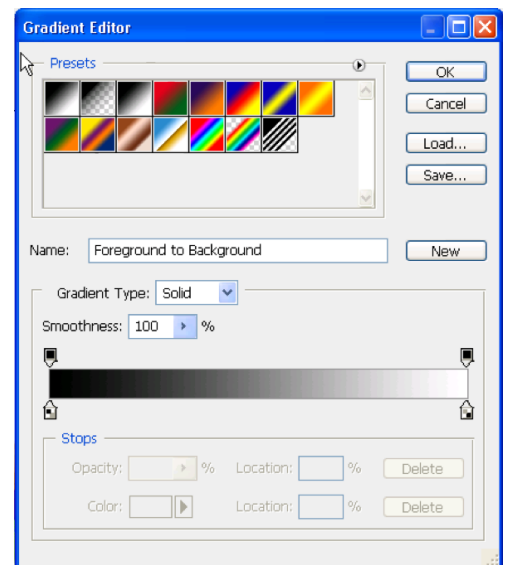 Gradient Editor
Presets
OK
Cancel
Load...
Save...
Name: Foreground to Background
New
Gradient Type: Solid
Smoothness: 100 %
Stops
Opacity: % Location: % Delete
Color: Location: % Delete